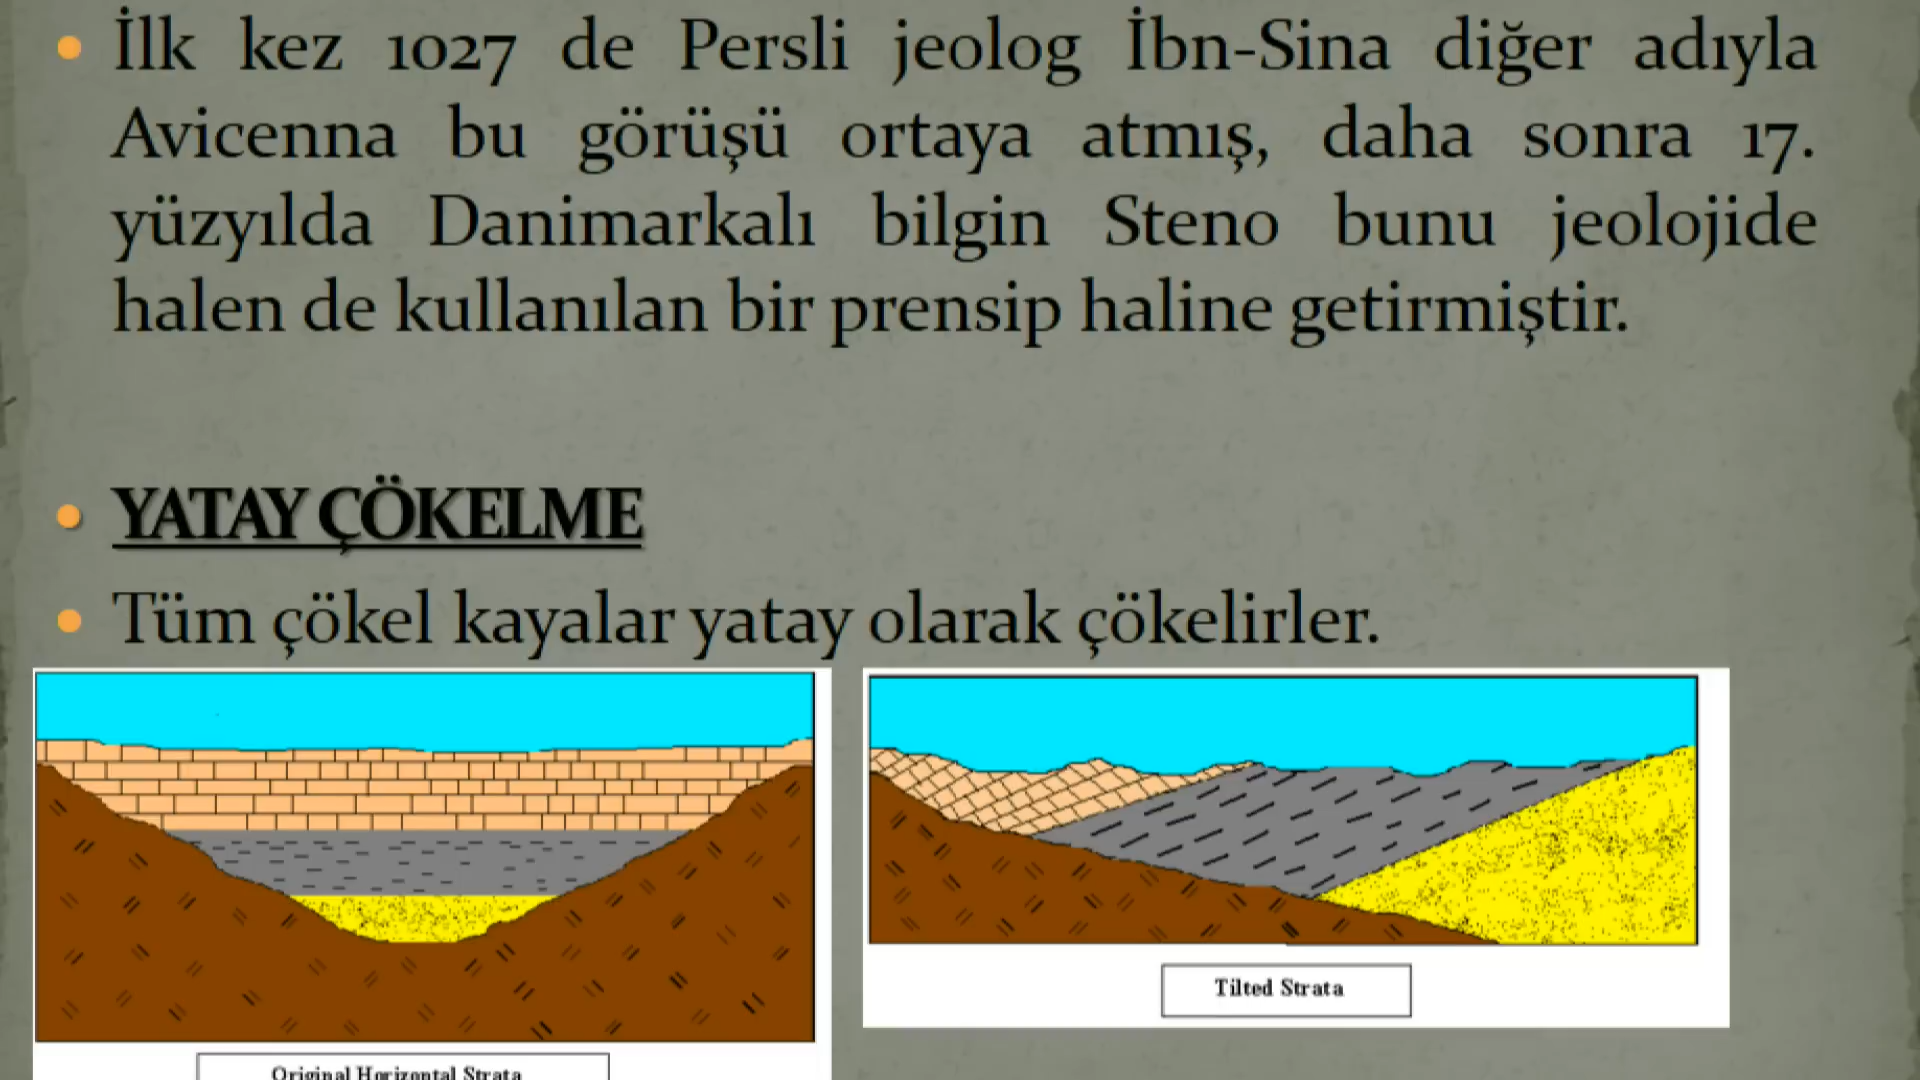 İlk kez 1027 de Persli jeolog İbn-Sina diğer adıyla
Avicenna bu görüşü ortaya atmış, daha sonra 17.
yüzyılda Danimarkalı bilgin Steno bunu jeolojide
halen de kullanılan bir prensip haline getirmiştir.
YATAY ÇÖKELME
Tüm çökel kayalar yatay olarak çökelirler.
Tilted Strata
Original Horizontal Strata